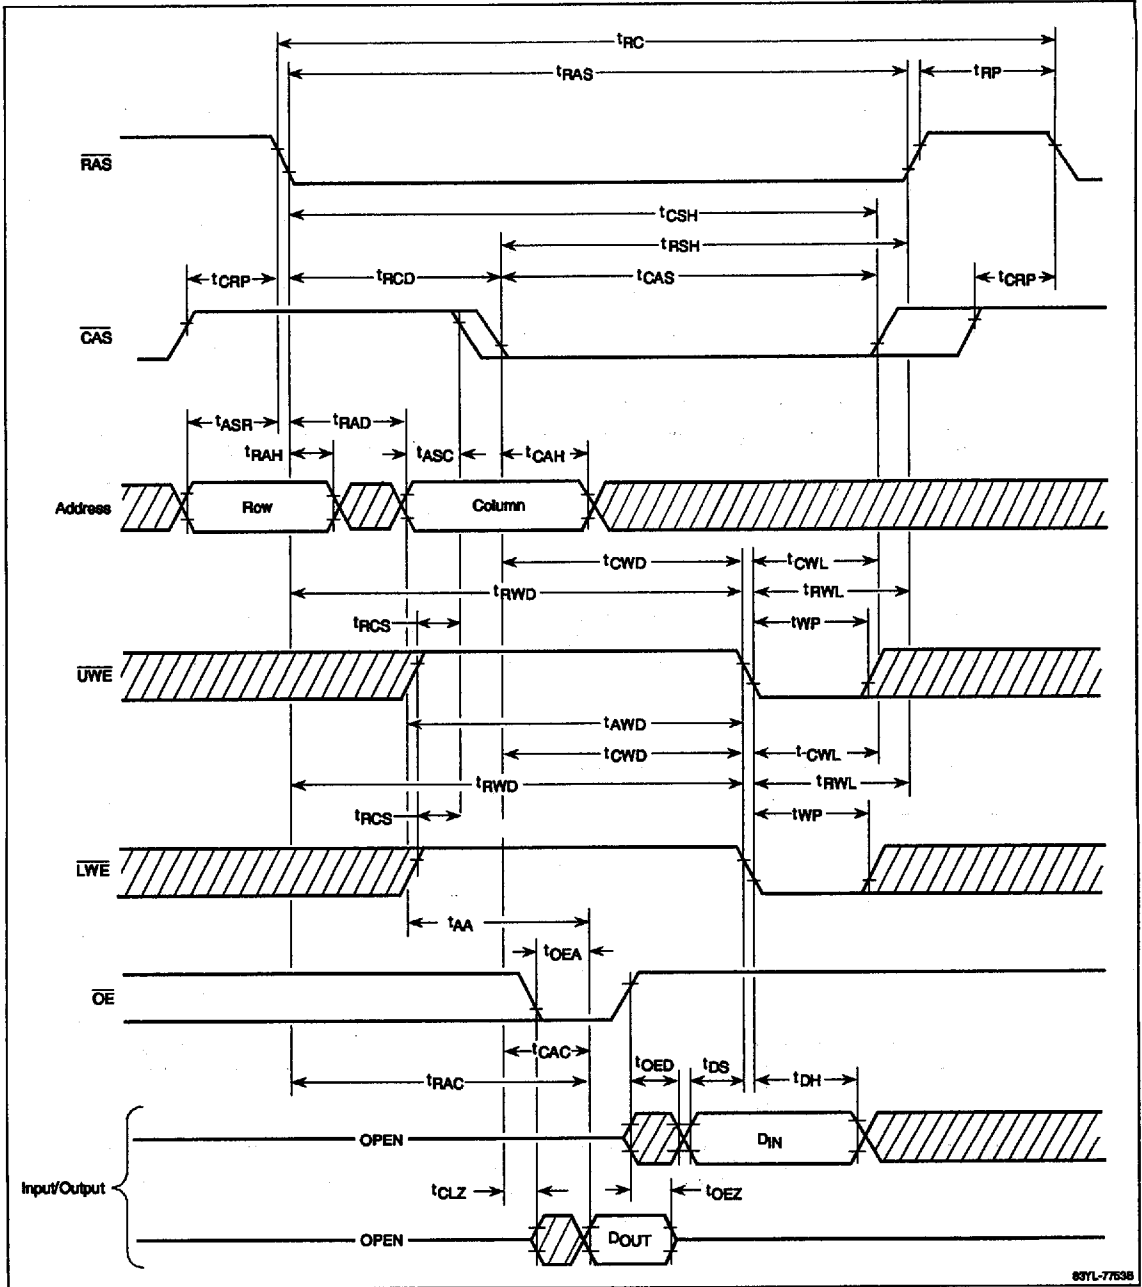 tRC
tRAS
tRP
RAS
tCSH
tRSH
tCRP
tRCD
tCAS
tCRP
CAS
tASR
tRAD
tRAH
tASC
tCAH
Address
Row
Column
tCWD
tCWL
tRWD
tRWL
tRCS
tWP
UWE
tAWD
tCWD
t-CWL
tRWD
tRWL
tRCS
tWP
LWE
tAA
tOEA
OE
tCAC
tOED
tDS
tRAC
tDH
OPEN
DIN
Input/Output
tCLZ
tOEZ
OPEN
DOUT
83YL-7753B